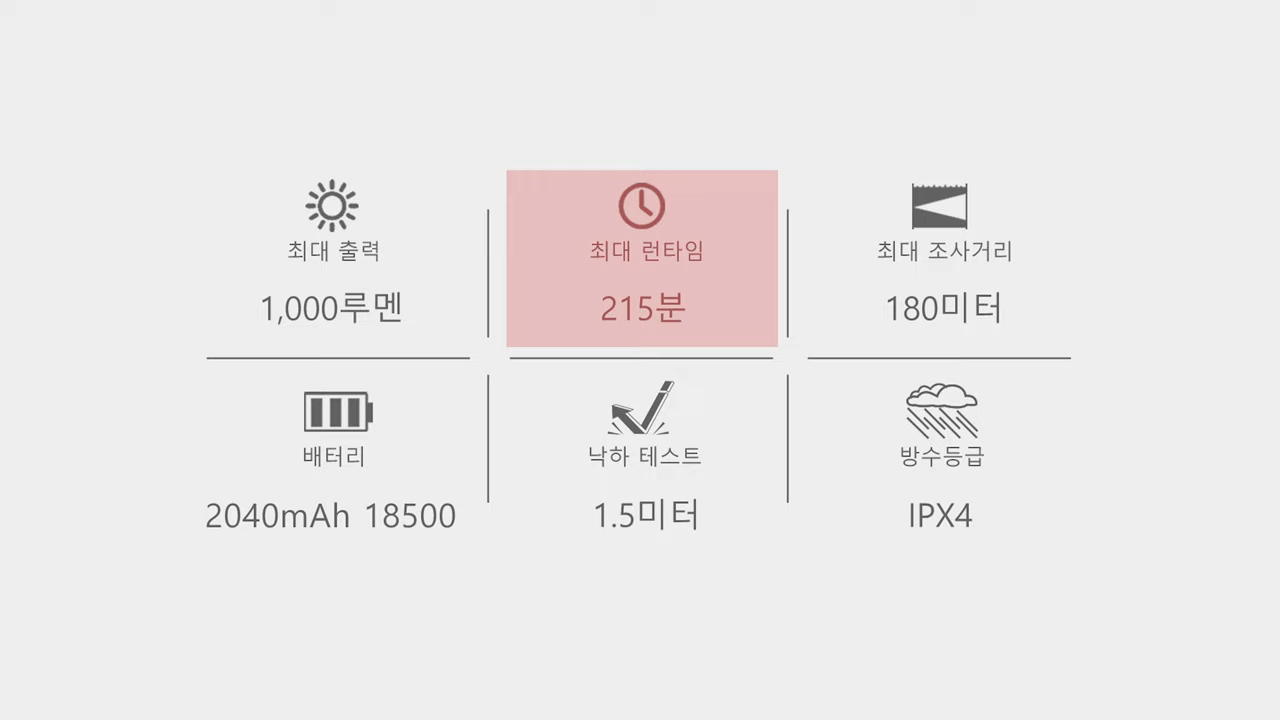 최대 출력
1,000루멘
최대 런타임
215분
최대 조사거리
180미터
배터리
2040mAh 18500
낙하 테스트
1.5미터
방수등급
IPX4